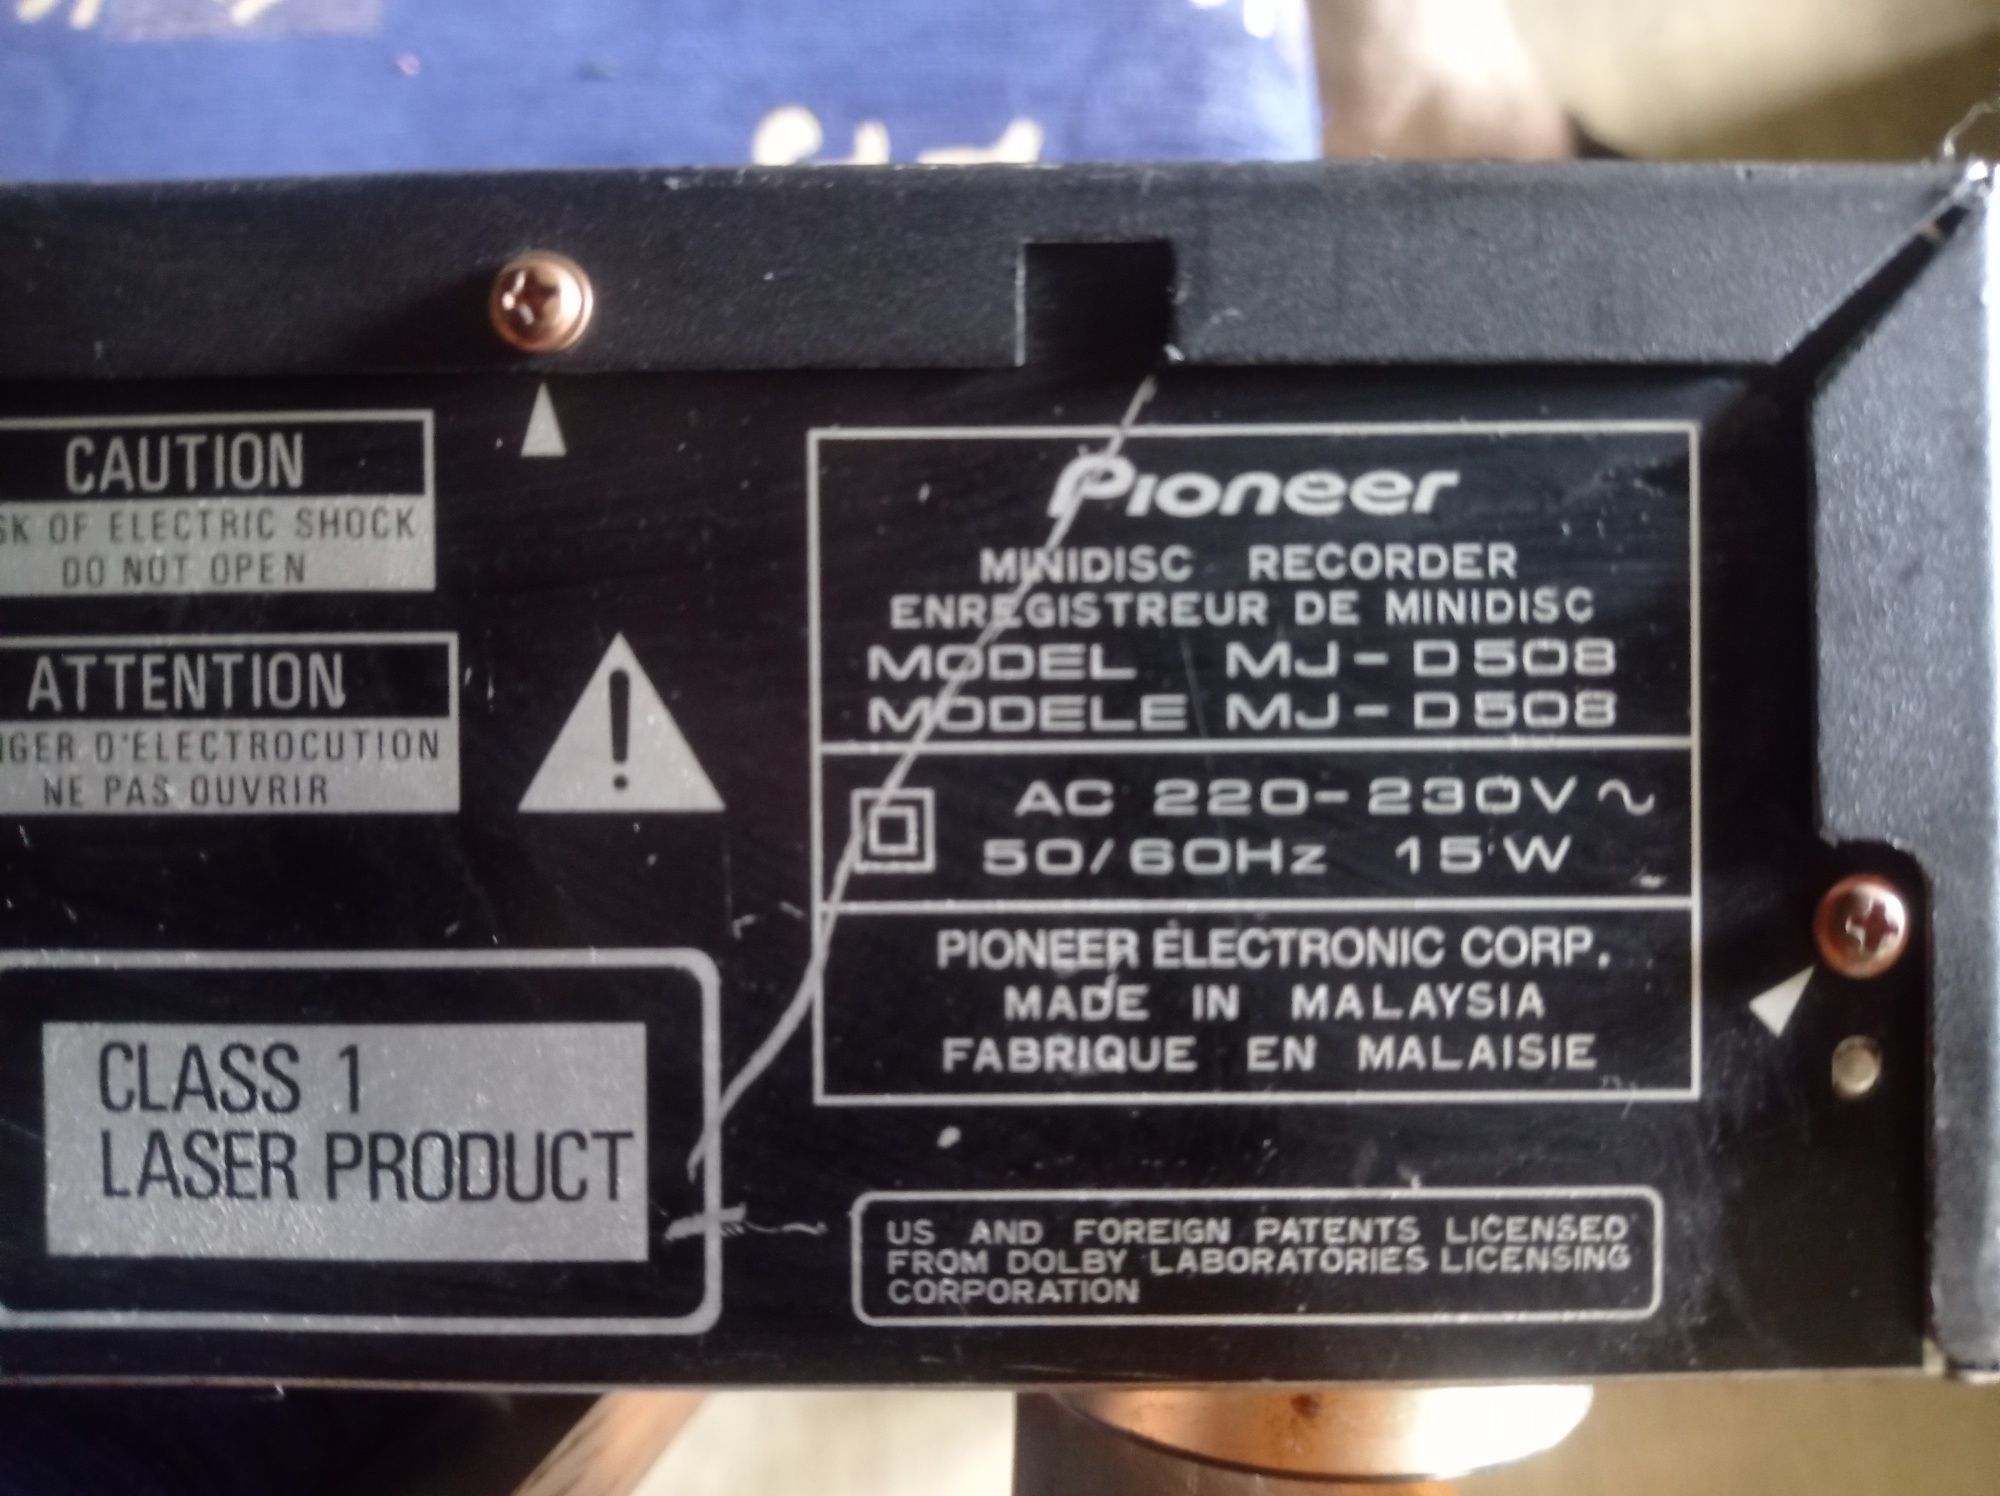 CAUTION
SK OF ELECTRIC SHOCK
DO NOT OPEN
ATTENTION
NGER D'ELECTROCUTION
NE PAS OUVRIR
!
CLASS 1
LASER PRODUCT
Pioneer
MINIDISC RECORDER
ENREGISTREUR DE MINIDISC
MODEL MJ-D508
MODELE MJ-D508
AC 220-230V ~
50/60Hz 15W
PIONEER ELECTRONIC CORP.
MADE IN MALAYSIA
FABRIQUE EN MALAISIE
US AND FOREIGN PATENTS LICENSED
FROM DOLBY LABORATORIES LICENSING
CORPORATION